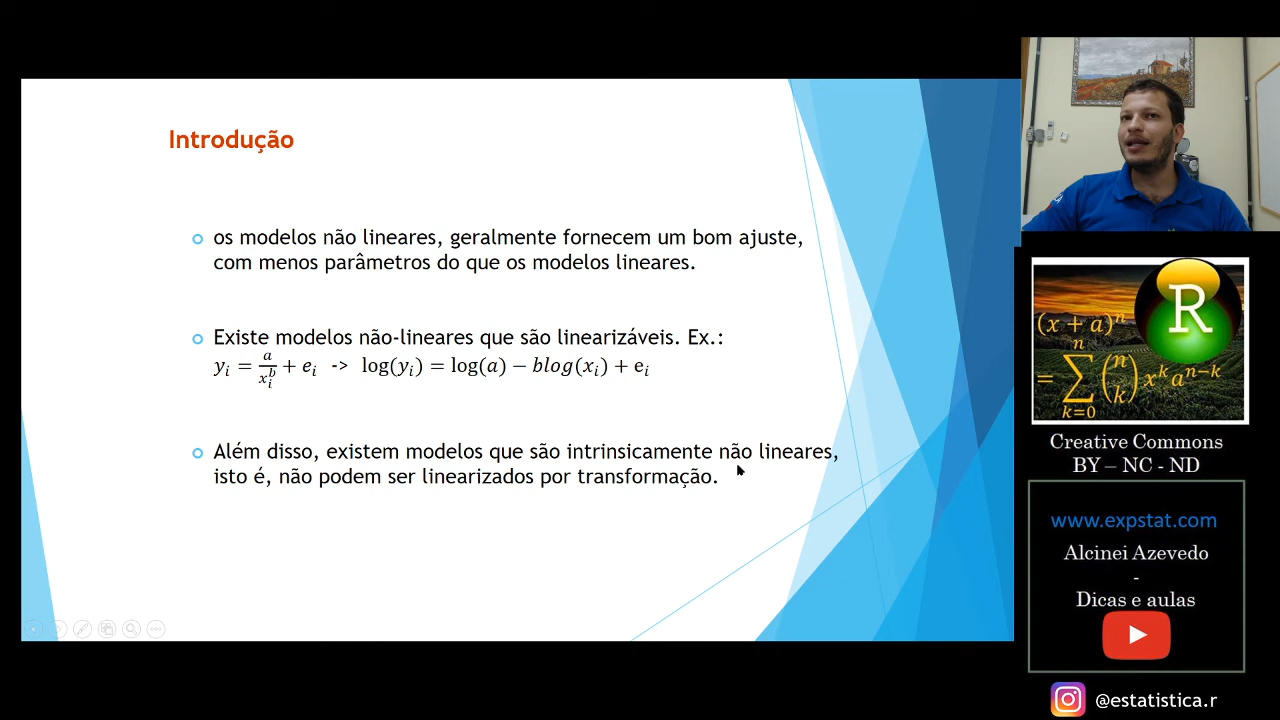 Introdução
os modelos não lineares, geralmente fornecem um bom ajuste,
com menos parâmetros do que os modelos lineares.
Existe modelos não-lineares que são linearizáveis. Ex.:
y_i = a/x_i^b + e_i -> log(y_i) = log(a) − blog(x_i) + e_i
Além disso, existem modelos que são intrinsicamente não lineares,
isto é, não podem ser linearizados por transformação.
R
(x + a)^n
= ∑_{k=0}^{n} (n k) x^k a^{n−k}
Creative Commons
BY – NC - ND
www.expstat.com
Alcinei Azevedo
-
Dicas e aulas
@estatistica.r